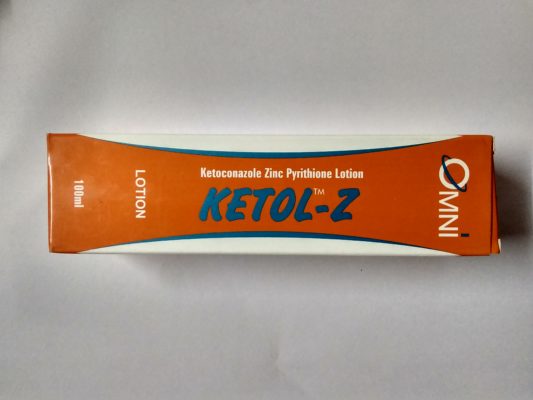 Ketoconazole Zinc Pyrithione Lotion
KETOL-Z™
LOTION
100ml
OMNI